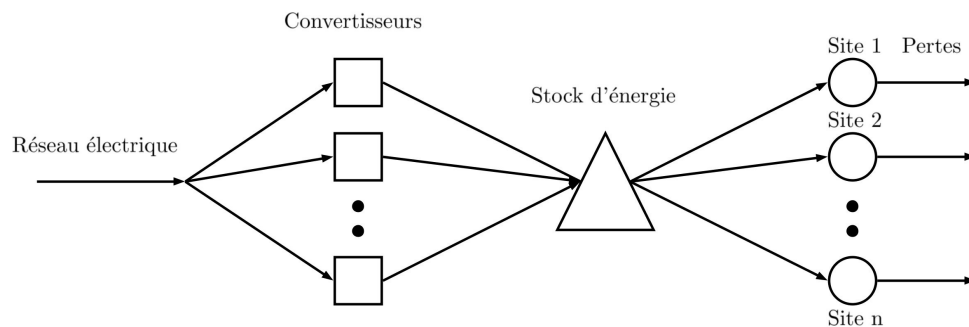 Convertisseurs
Site 1
Pertes
Stock d'énergie
Site 2
Réseau électrique
Site n